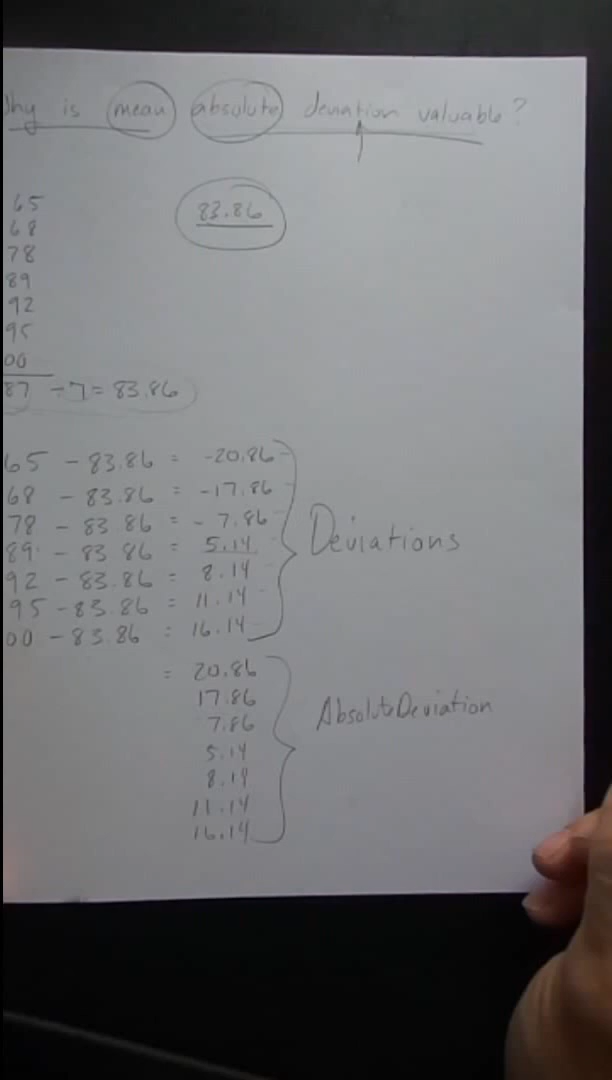 hy is mean absolute deviation valuable?
83.86
65
68
78
89
92
95
00
87 ÷ 7 = 83.86
65 - 83.86 = -20.86
68 - 83.86 = -17.86
78 - 83.86 = - 7.86
89 - 83.86 = 5.14
92 - 83.86 = 8.14
95 - 83.86 = 11.14
00 - 83.86 = 16.14
Deviations
= 20.86
17.86
7.86
5.14
8.14
11.14
16.14
Absolute Deviation